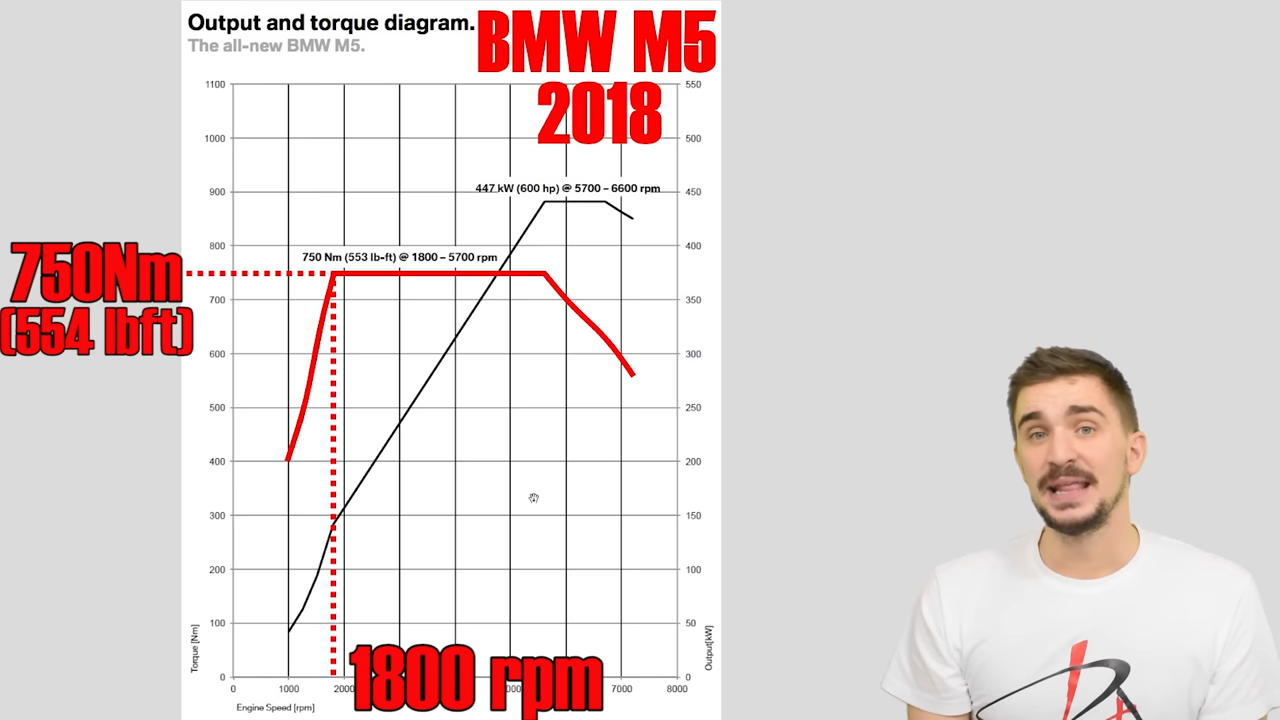 Output and torque diagram.
The all-new BMW M5.
BMW M5
2018
1100
1000
900
800
700
600
500
400
300
200
100
0
550
500
450
400
350
300
250
200
150
100
50
0
447 kW (600 hp) @ 5700 – 6600 rpm
750 Nm (553 lb-ft) @ 1800 – 5700 rpm
750Nm
(554 lbft)
Torque [Nm]
Output[kW]
1800 rpm
0 1000 7000 8000
Engine Speed [rpm]